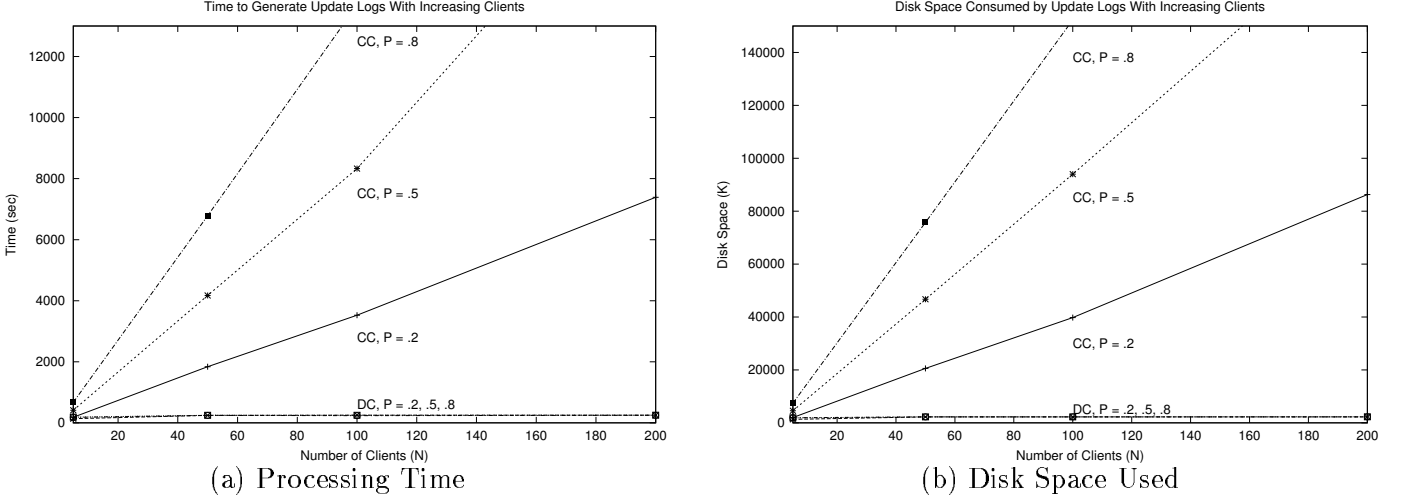 Time to Generate Update Logs With Increasing Clients
12000
10000
8000
6000
4000
2000
0
Time (sec)
CC, P = .8
CC, P = .5
CC, P = .2
DC, P = .2, .5, .8
20 40 60 80 100 120 140 160 180 200
Number of Clients (N)
(a) Processing Time
Disk Space Consumed by Update Logs With Increasing Clients
140000
120000
100000
80000
60000
40000
20000
0
Disk Space (K)
CC, P = .8
CC, P = .5
CC, P = .2
DC, P = .2, .5, .8
20 40 60 80 100 120 140 160 180 200
Number of Clients (N)
(b) Disk Space Used